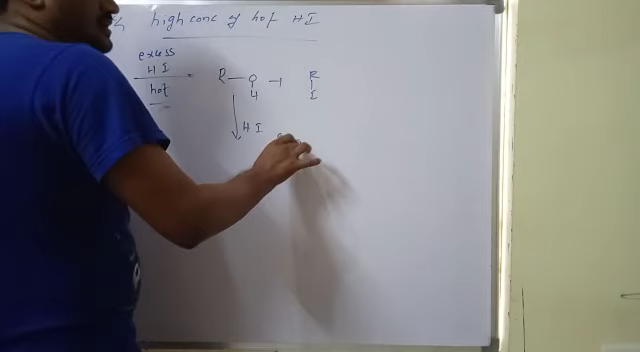 high conc of hot HI
excess
HI R—O + R
hot H I
HI